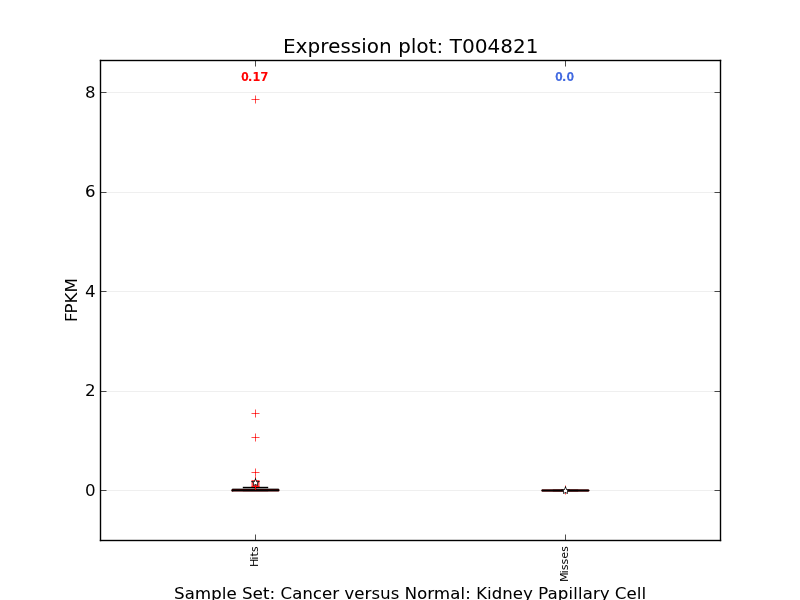 Expression plot: T004821
0.17
0.0
8
6
4
2
0
FPKM
Hits
Misses
Sample Set: Cancer versus Normal: Kidney Papillary Cell